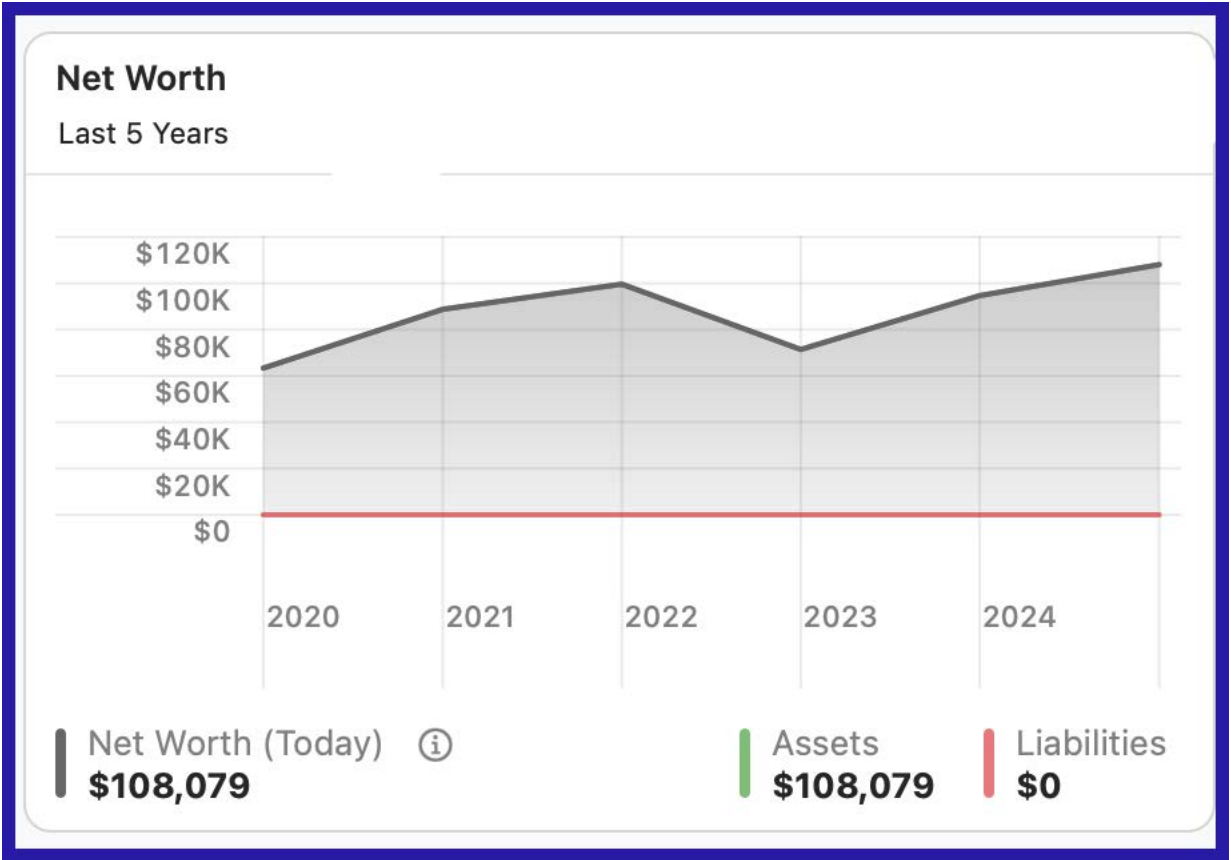 Net Worth
Last 5 Years
$120K
$100K
$80K
$60K
$40K
$20K
$0
2020 2021 2022 2023 2024
Net Worth (Today) Assets Liabilities
$108,079 $108,079 $0